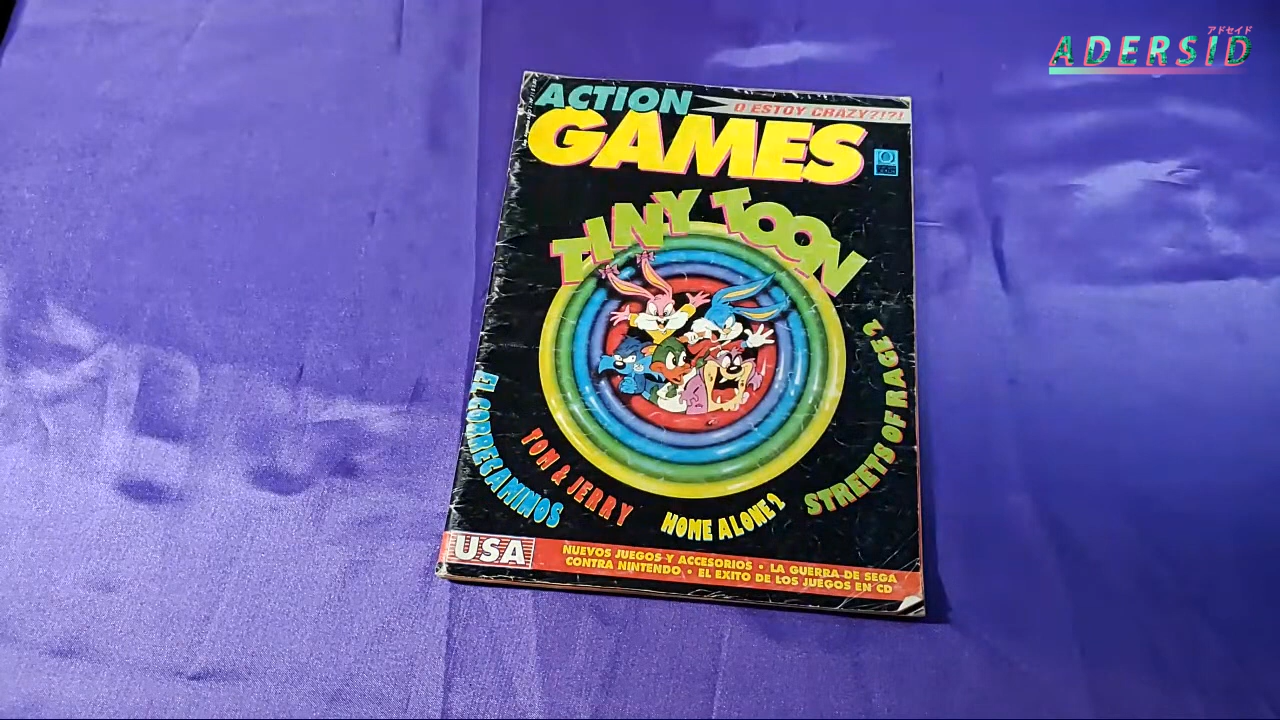 アドセイド
ADERSID
ACTION
O ESTOY CRAZY?!?!
GAMES
TINY TOON
EL CORRECAMINOS
TOM & JERRY
HOME ALONE 2
STREETS OF RAGE 2
USA
NUEVOS JUEGOS Y ACCESORIOS • LA GUERRA DE SEGA
CONTRA NINTENDO • EL EXITO DE LOS JUEGOS EN CD